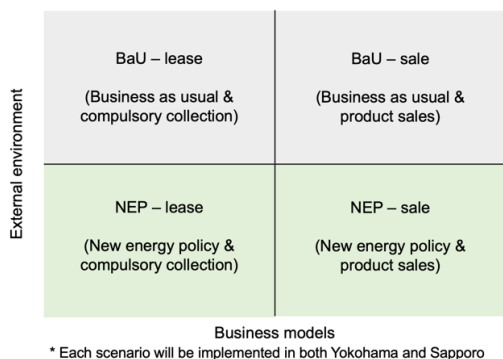 External environment
BaU – lease
(Business as usual &
compulsory collection)
BaU – sale
(Business as usual &
product sales)
NEP – lease
(New energy policy &
compulsory collection)
NEP – sale
(New energy policy &
product sales)
Business models
* Each scenario will be implemented in both Yokohama and Sapporo